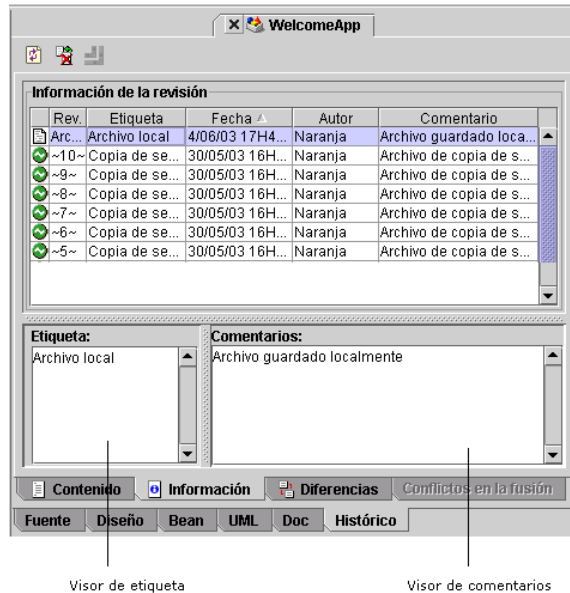 WelcomeApp
Información de la revisión
Rev. Etiqueta Fecha Autor Comentario
Arc... Archivo local 4/06/03 17H4... Naranja Archivo guardado loca...
~10~ Copia de se... 30/05/03 16H... Naranja Archivo de copia de s...
~9~ Copia de se... 30/05/03 16H... Naranja Archivo de copia de s...
~8~ Copia de se... 30/05/03 16H... Naranja Archivo de copia de s...
~7~ Copia de se... 30/05/03 16H... Naranja Archivo de copia de s...
~6~ Copia de se... 30/05/03 16H... Naranja Archivo de copia de s...
~5~ Copia de se... 30/05/03 16H... Naranja Archivo de copia de s...
Etiqueta: Comentarios:
Archivo local Archivo guardado localmente
Contenido Información Diferencias Conflictos en la fusión
Fuente Diseño Bean UML Doc Histórico
Visor de etiqueta Visor de comentarios